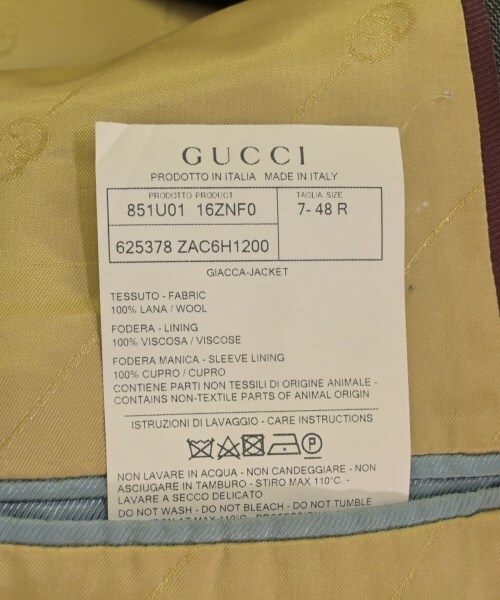 GUCCI
PRODOTTO IN ITALIA MADE IN ITALY
PRODOTTO PRODUCT
851U01 16ZNF0
TAGLIA SIZE
7- 48 R
625378 ZAC6H1200
GIACCA-JACKET
TESSUTO - FABRIC
100% LANA / WOOL
FODERA - LINING
100% VISCOSA / VISCOSE
FODERA MANICA - SLEEVE LINING
100% CUPRO / CUPRO
CONTIENE PARTI NON TESSILI DI ORIGINE ANIMALE -
CONTAINS NON-TEXTILE PARTS OF ANIMAL ORIGIN
ISTRUZIONI DI LAVAGGIO - CARE INSTRUCTIONS
P
NON LAVARE IN ACQUA - NON CANDEGGIARE - NON
ASCIUGARE IN TAMBURO - STIRO MAX 110°C. -
LAVARE A SECCO DELICATO
DO NOT WASH - DO NOT BLEACH - DO NOT TUMBLE
AT MAX 110°C